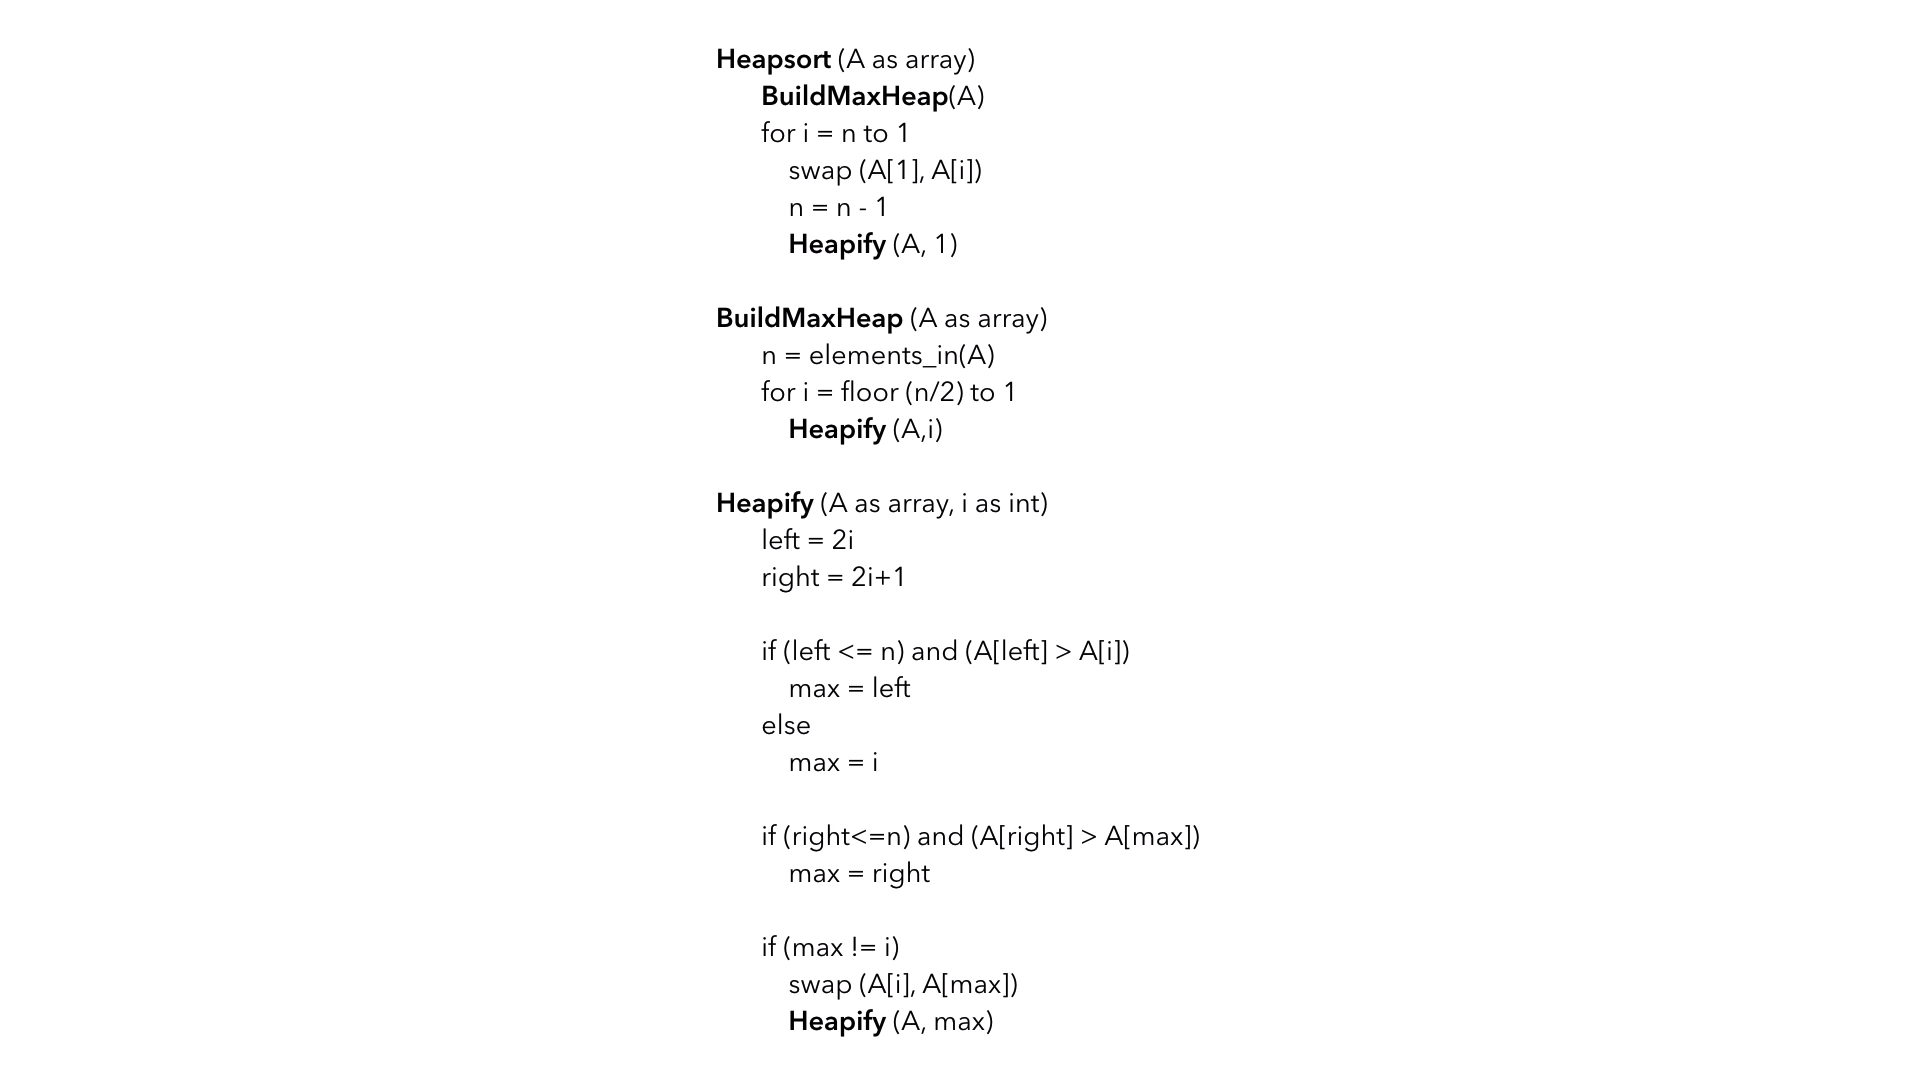 Heapsort (A as array)
BuildMaxHeap(A)
for i = n to 1
swap (A[1], A[i])
n = n - 1
Heapify (A, 1)
BuildMaxHeap (A as array)
n = elements_in(A)
for i = floor (n/2) to 1
Heapify (A,i)
Heapify (A as array, i as int)
left = 2i
right = 2i+1
if (left <= n) and (A[left] > A[i])
max = left
else
max = i
if (right<=n) and (A[right] > A[max])
max = right
if (max != i)
swap (A[i], A[max])
Heapify (A, max)